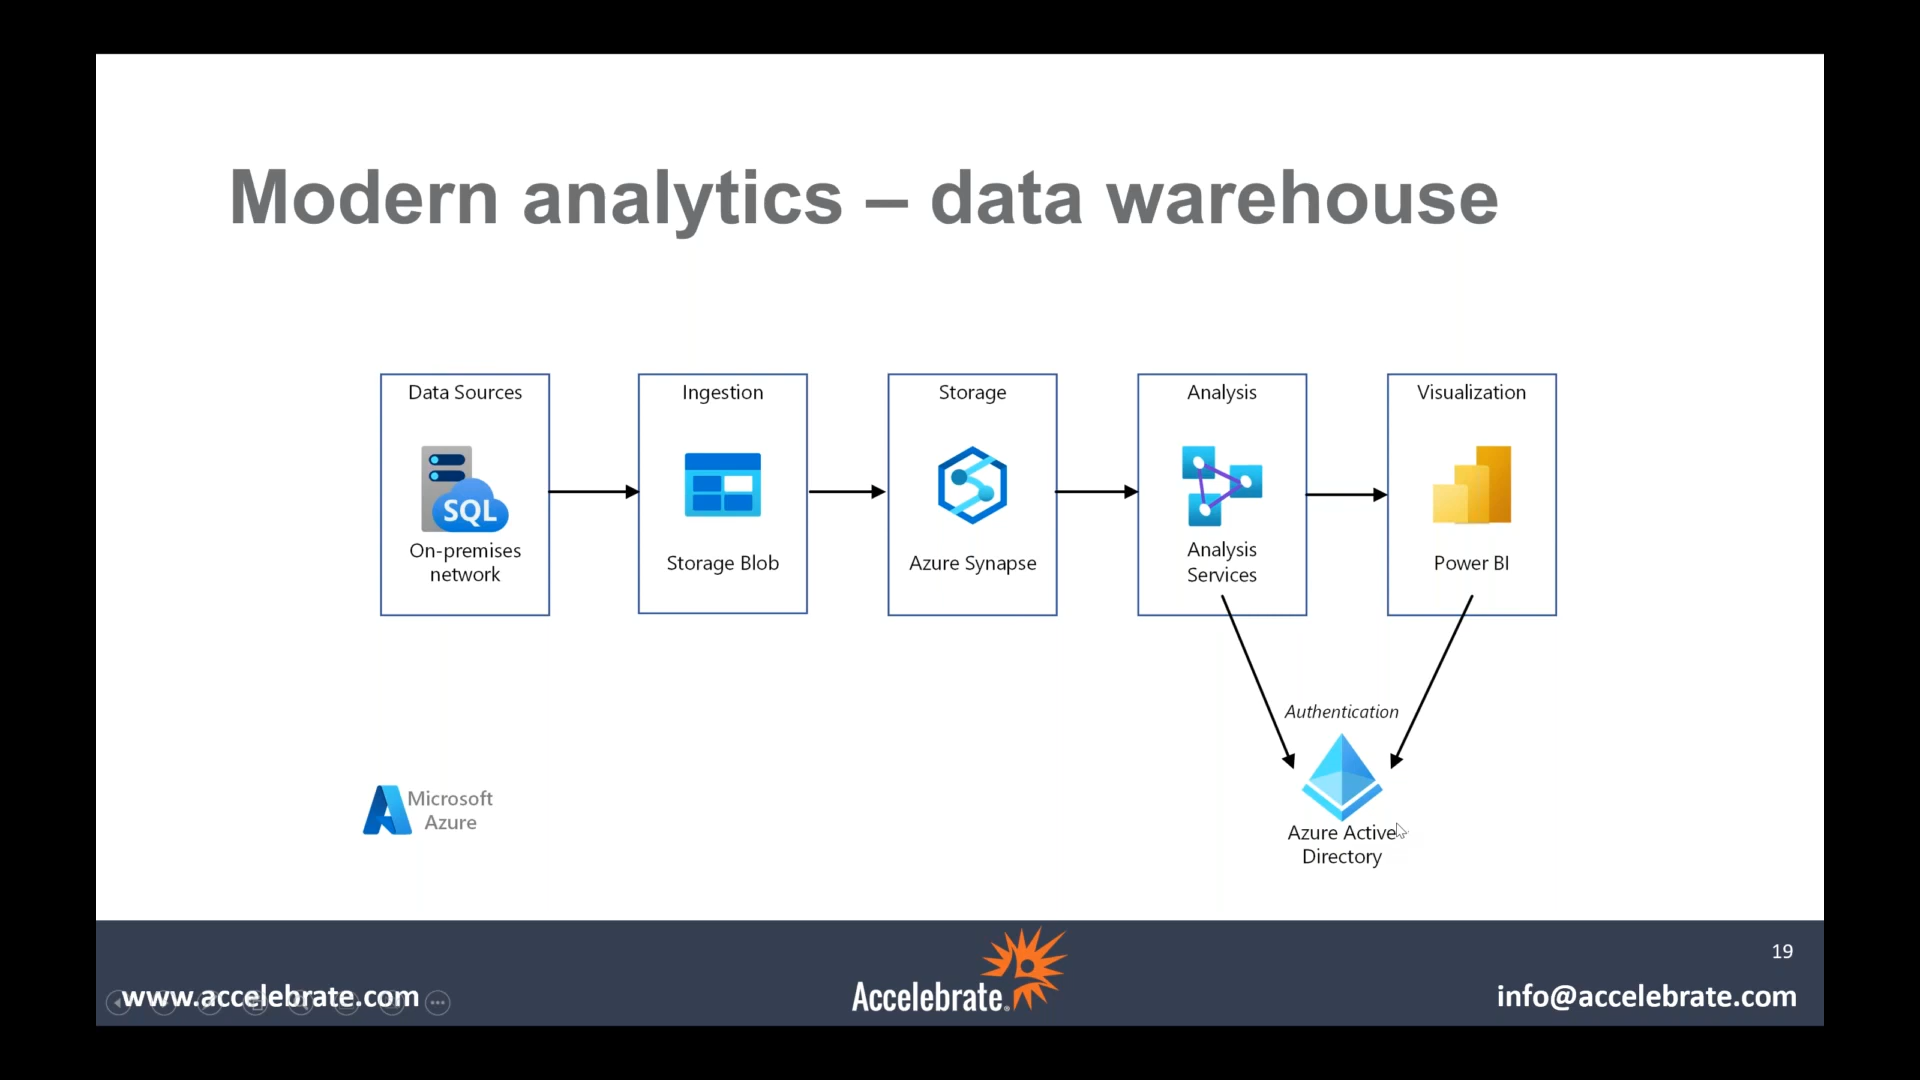 Modern analytics – data warehouse
Data Sources
SQL
On-premises
network
Ingestion
Storage Blob
Storage
Azure Synapse
Analysis
Analysis
Services
Visualization
Power BI
Authentication
Azure Active
Directory
Microsoft
Azure
19
www.accelebrate.com
Accelebrate.
info@accelebrate.com